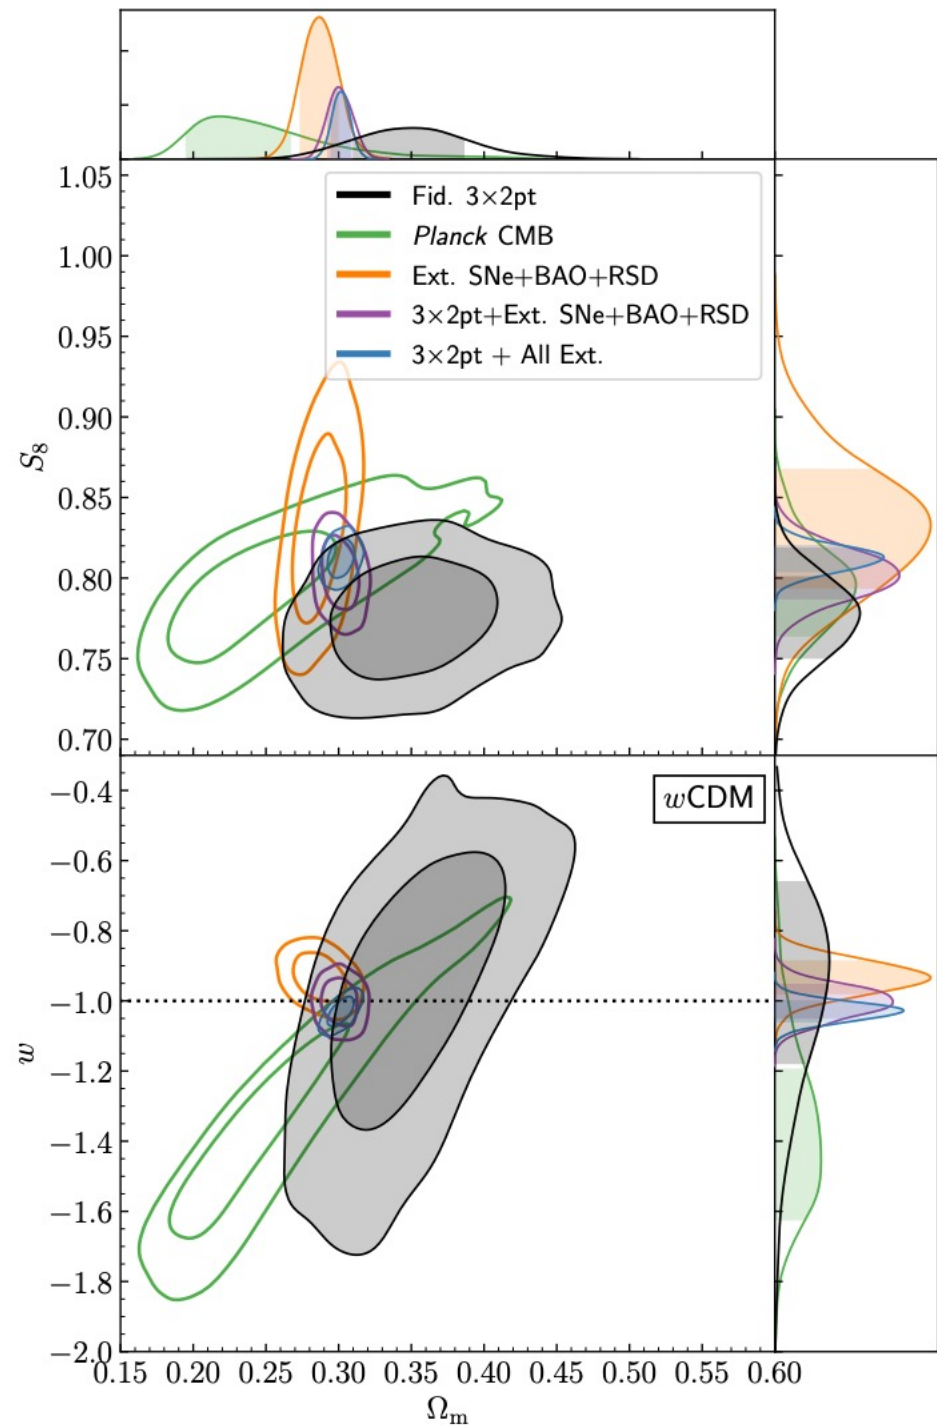 1.05
1.00
0.95
0.90
0.85
0.80
0.75
0.70
S₈
Fid. 3×2pt
Planck CMB
Ext. SNe+BAO+RSD
3×2pt+Ext. SNe+BAO+RSD
3×2pt + All Ext.
wCDM
−0.4
−0.6
−0.8
−1.0
−1.2
−1.4
−1.6
−1.8
−2.0
w
0.15 0.20 0.25 0.30 0.35 0.40 0.45 0.50 0.55 0.60
Ωₘ